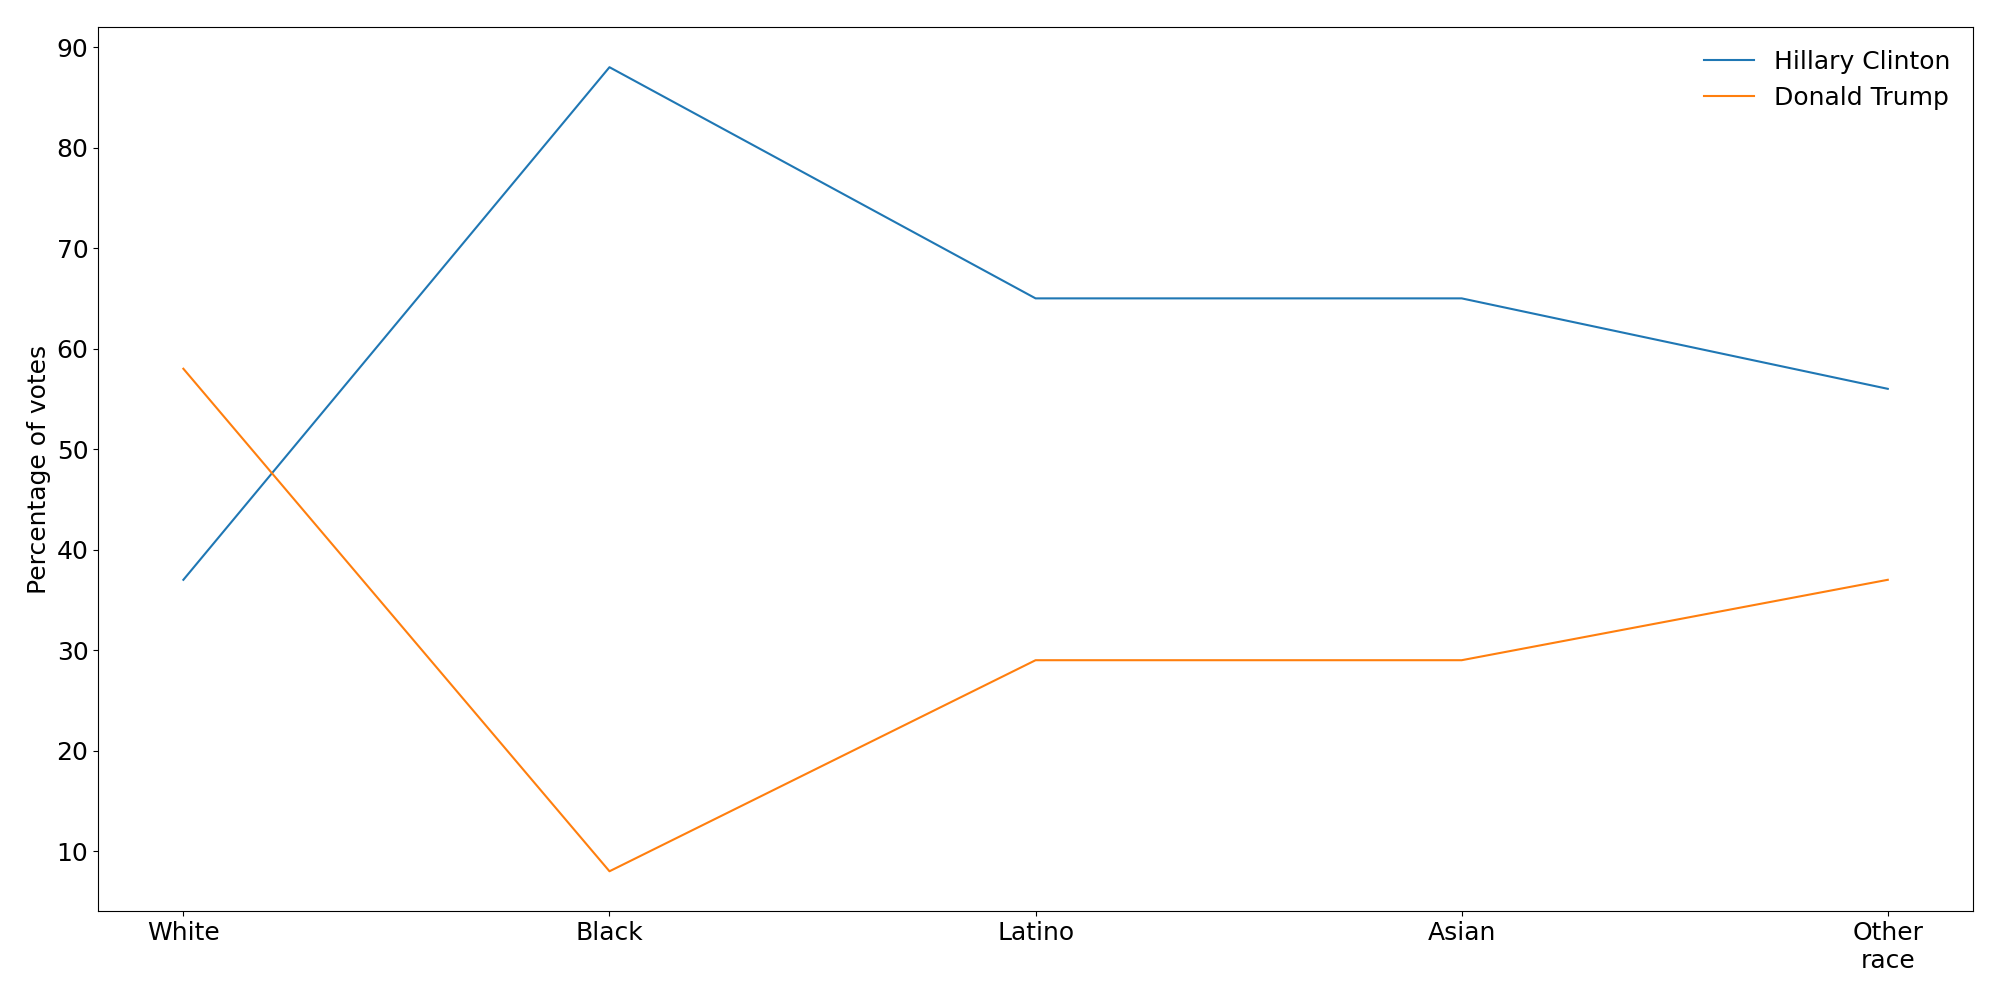 Hillary Clinton
Donald Trump
Percentage of votes
90
80
70
60
50
40
30
20
10
White
Black
Latino
Asian
Other
race